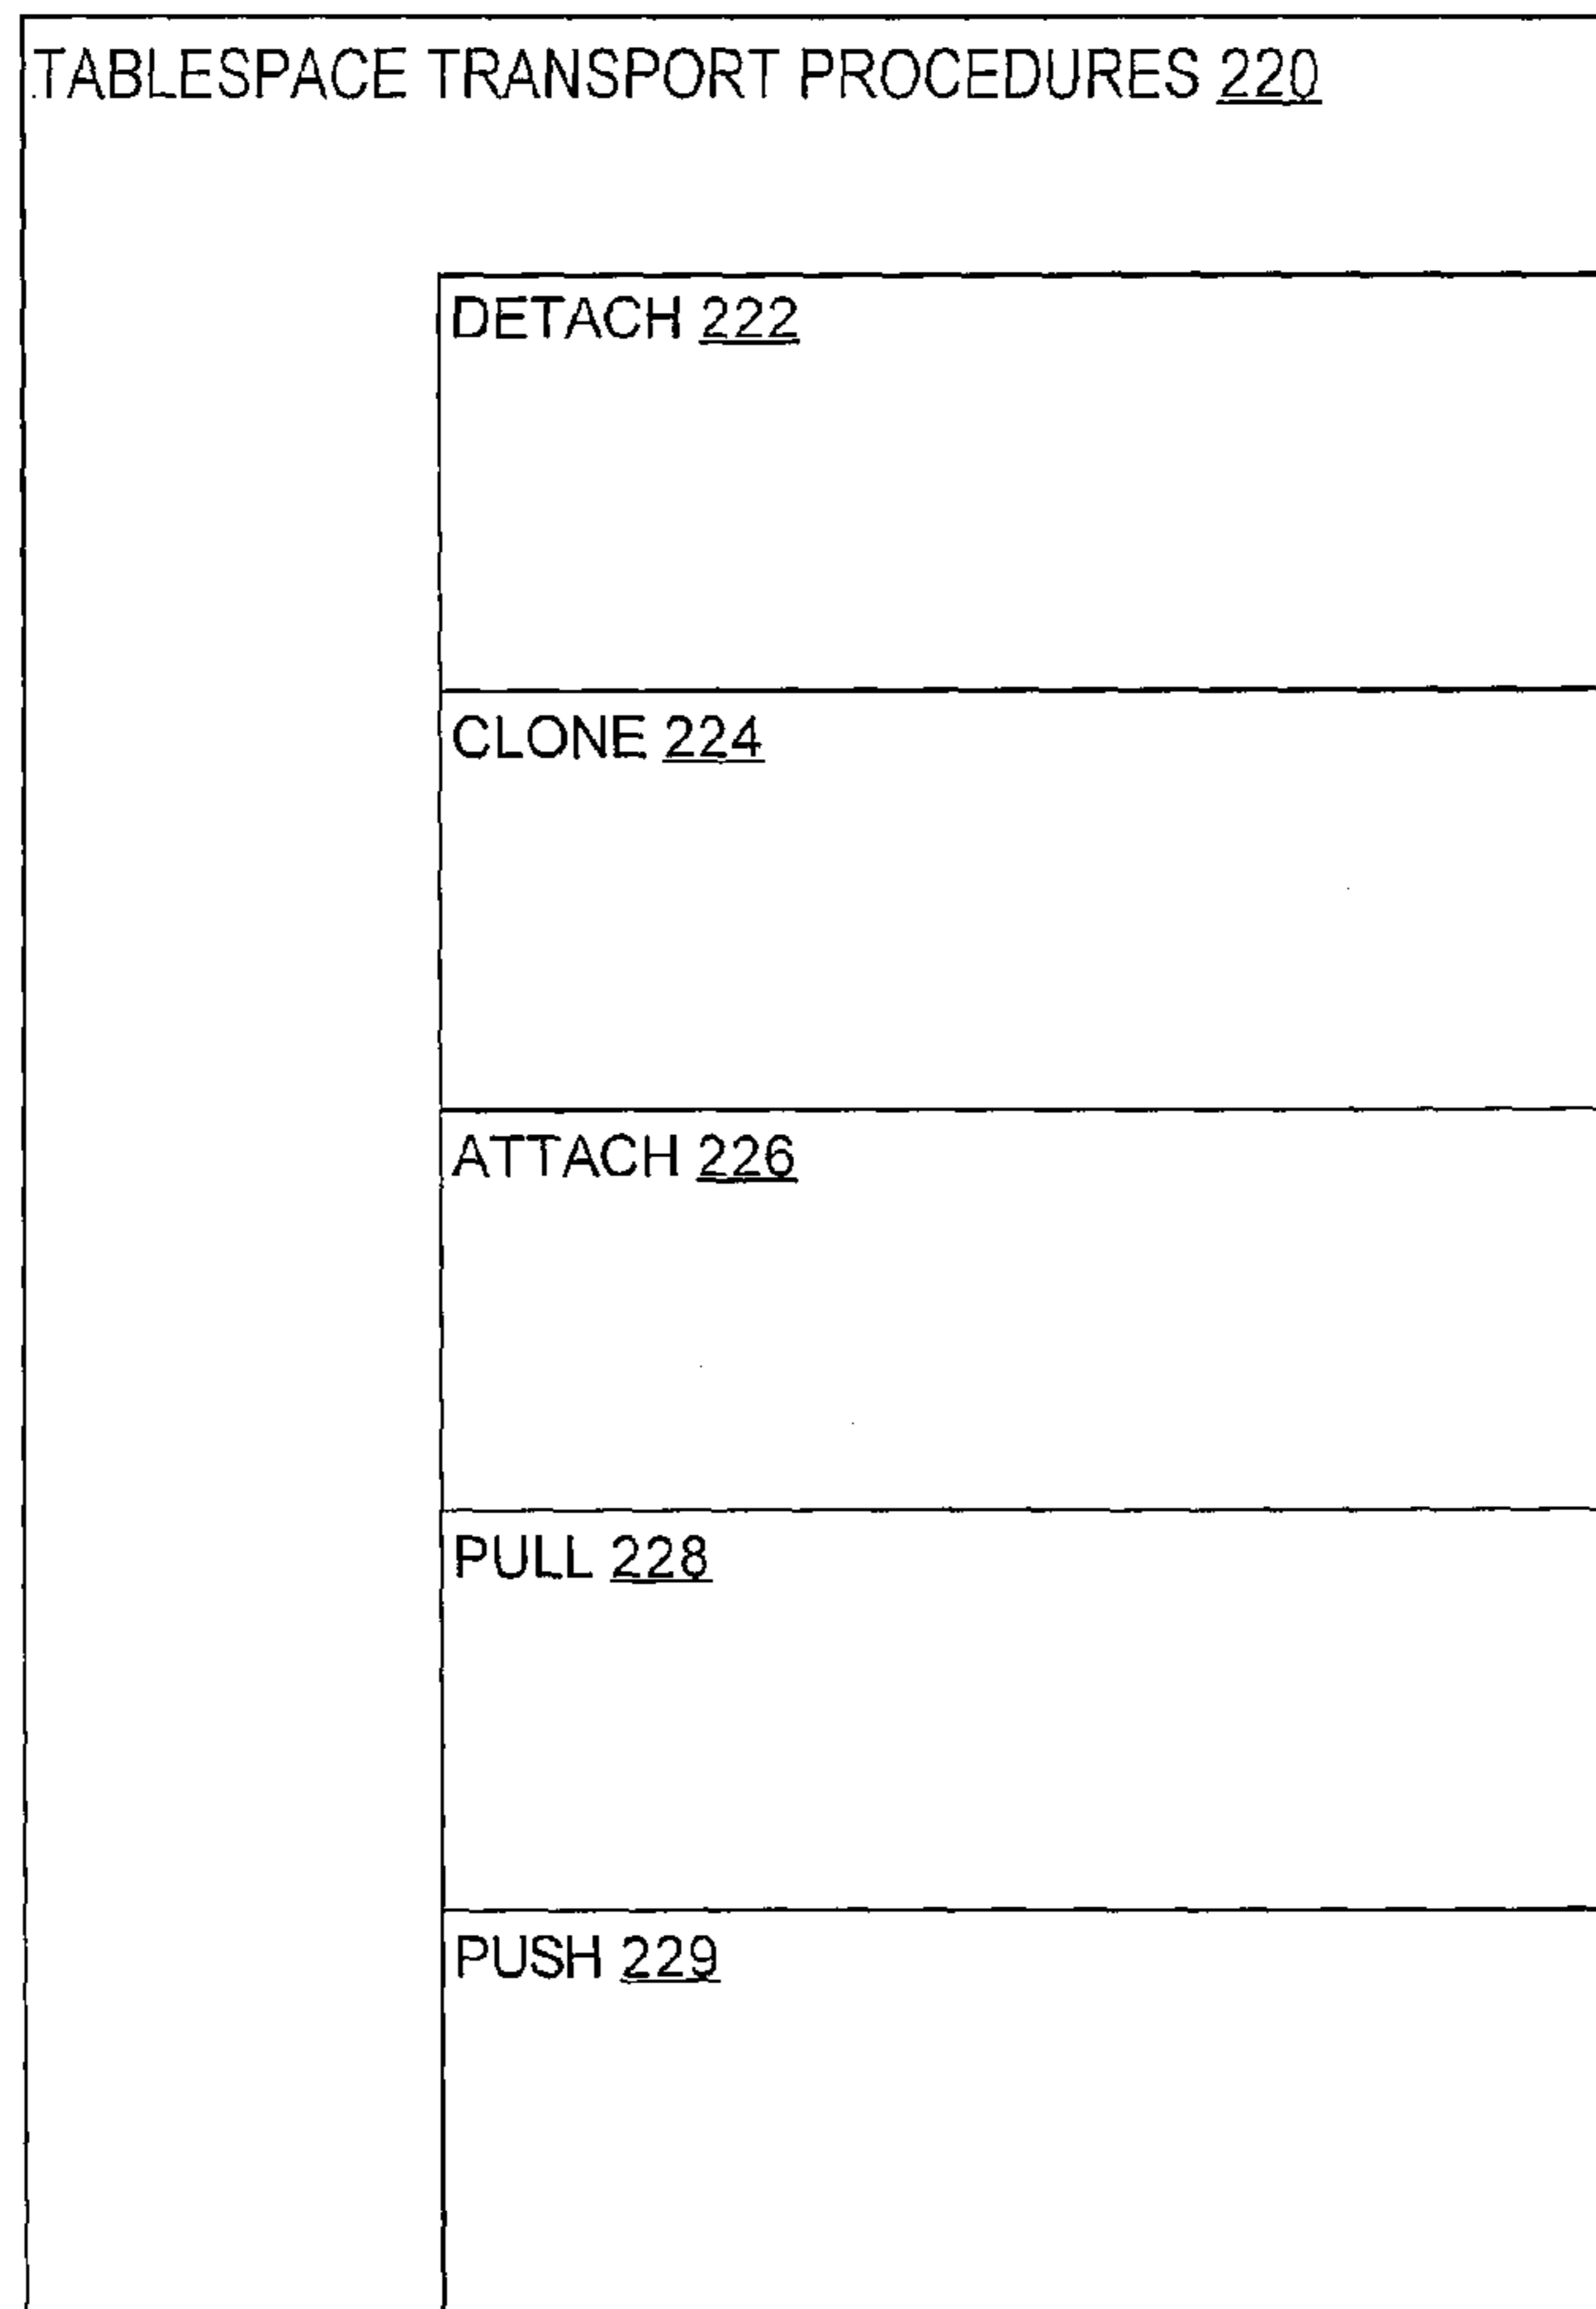 TABLESPACE TRANSPORT PROCEDURES 220
DETACH 222
CLONE 224
ATTACH 226
PULL 228
PUSH 229